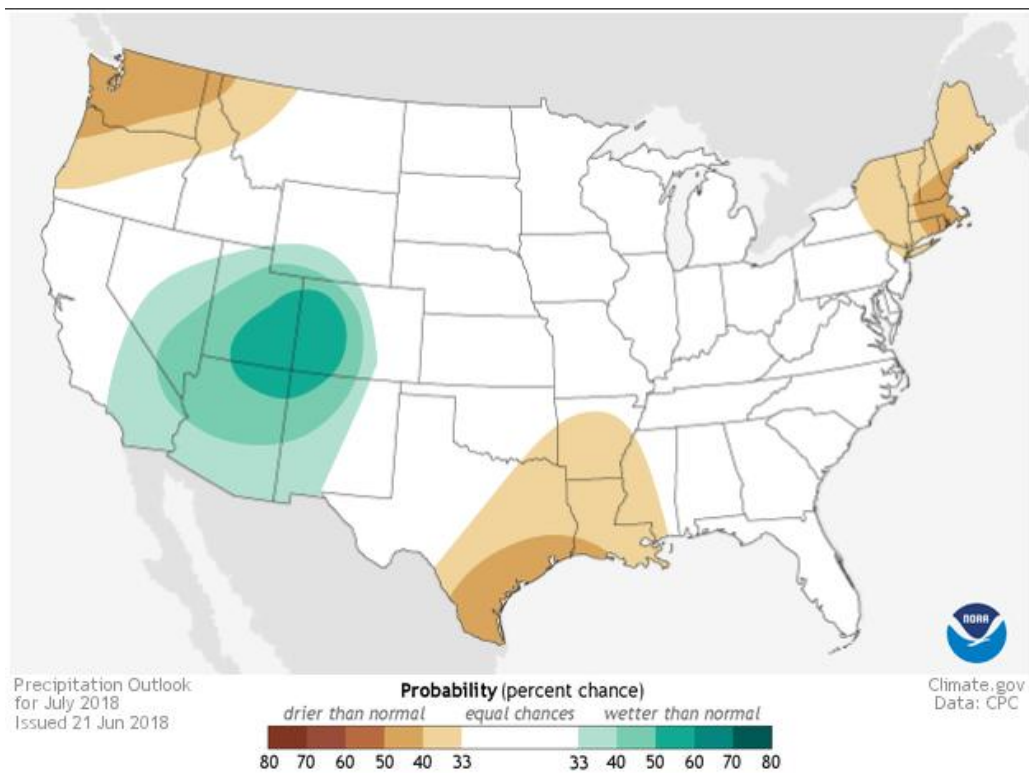 NOAA
Precipitation Outlook
for July 2018
Issued 21 Jun 2018
Probability (percent chance)
drier than normal equal chances wetter than normal
80 70 60 50 40 33 33 40 50 60 70 80
Climate.gov
Data: CPC